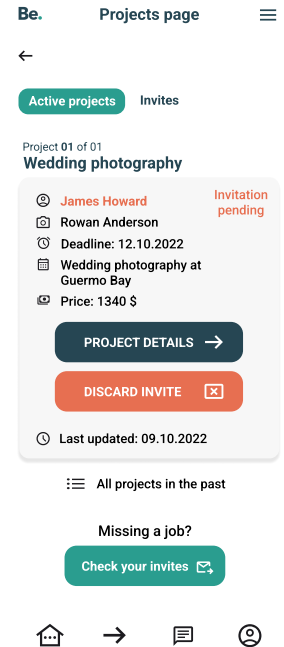 Be.
Projects page
Active projects
Invites
Project 01 of 01
Wedding photography
James Howard
Invitation
pending
Rowan Anderson
Deadline: 12.10.2022
Wedding photography at
Guermo Bay
Price: 1340 $
PROJECT DETAILS
DISCARD INVITE
Last updated: 09.10.2022
All projects in the past
Missing a job?
Check your invites